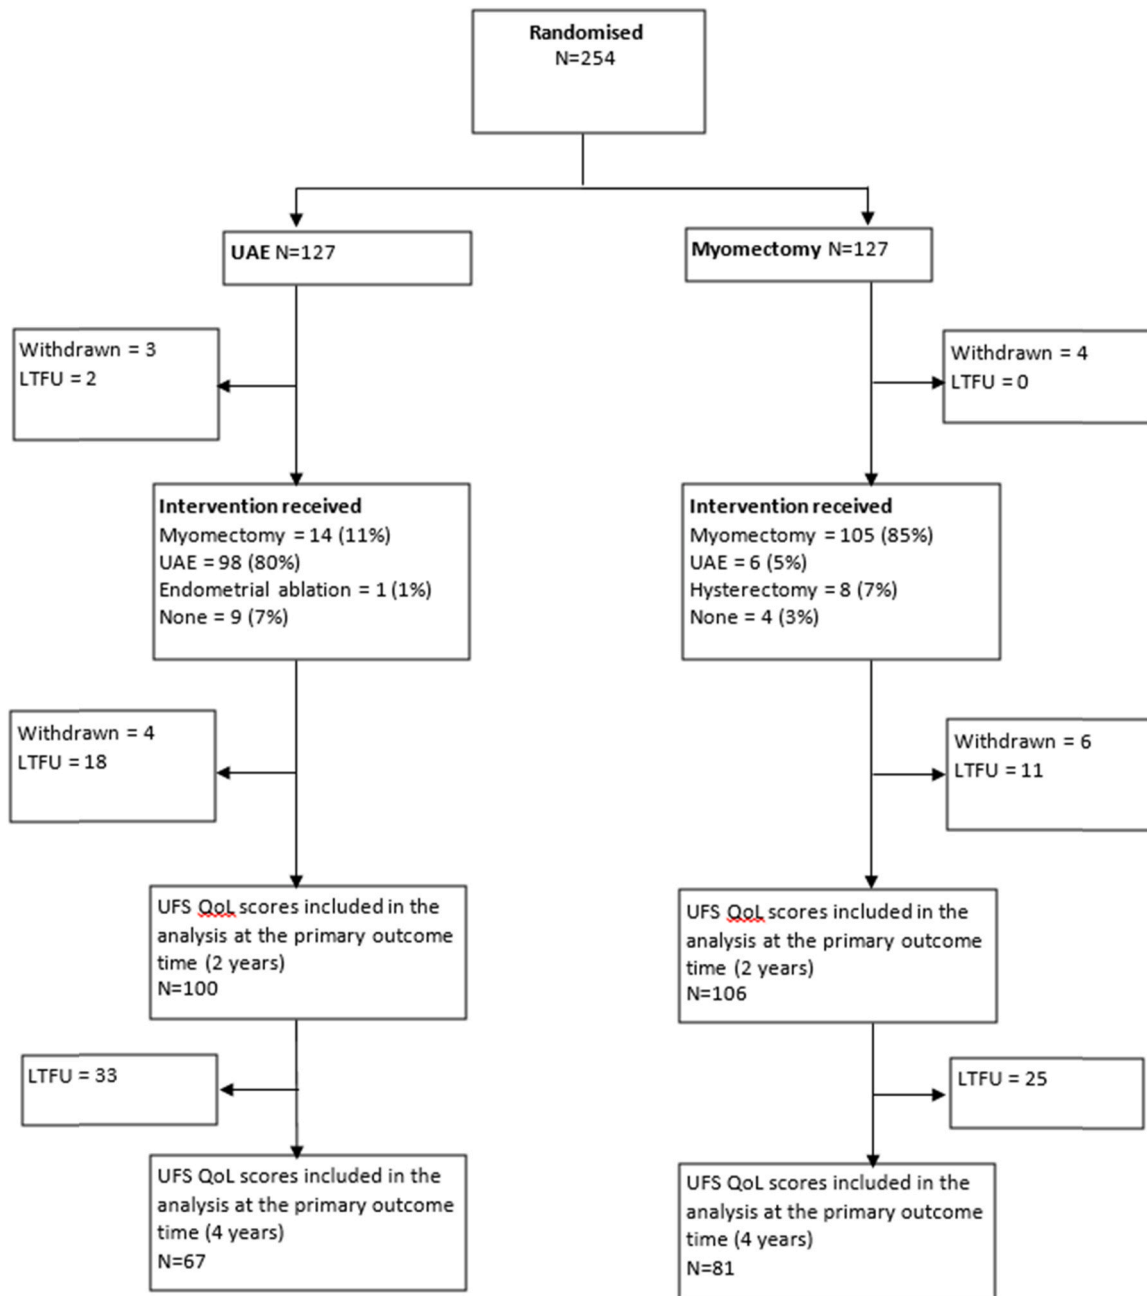 Randomised
N=254
UAE N=127
Myomectomy N=127
Withdrawn = 3
LTFU = 2
Withdrawn = 4
LTFU = 0
Intervention received
Myomectomy = 14 (11%)
UAE = 98 (80%)
Endometrial ablation = 1 (1%)
None = 9 (7%)
Intervention received
Myomectomy = 105 (85%)
UAE = 6 (5%)
Hysterectomy = 8 (7%)
None = 4 (3%)
Withdrawn = 4
LTFU = 18
Withdrawn = 6
LTFU = 11
UFS QoL scores included in the
analysis at the primary outcome
time (2 years)
N=100
UFS QoL scores included in the
analysis at the primary outcome
time (2 years)
N=106
LTFU = 33
LTFU = 25
UFS QoL scores included in the
analysis at the primary outcome
time (4 years)
N=67
UFS QoL scores included in the
analysis at the primary outcome
time (4 years)
N=81